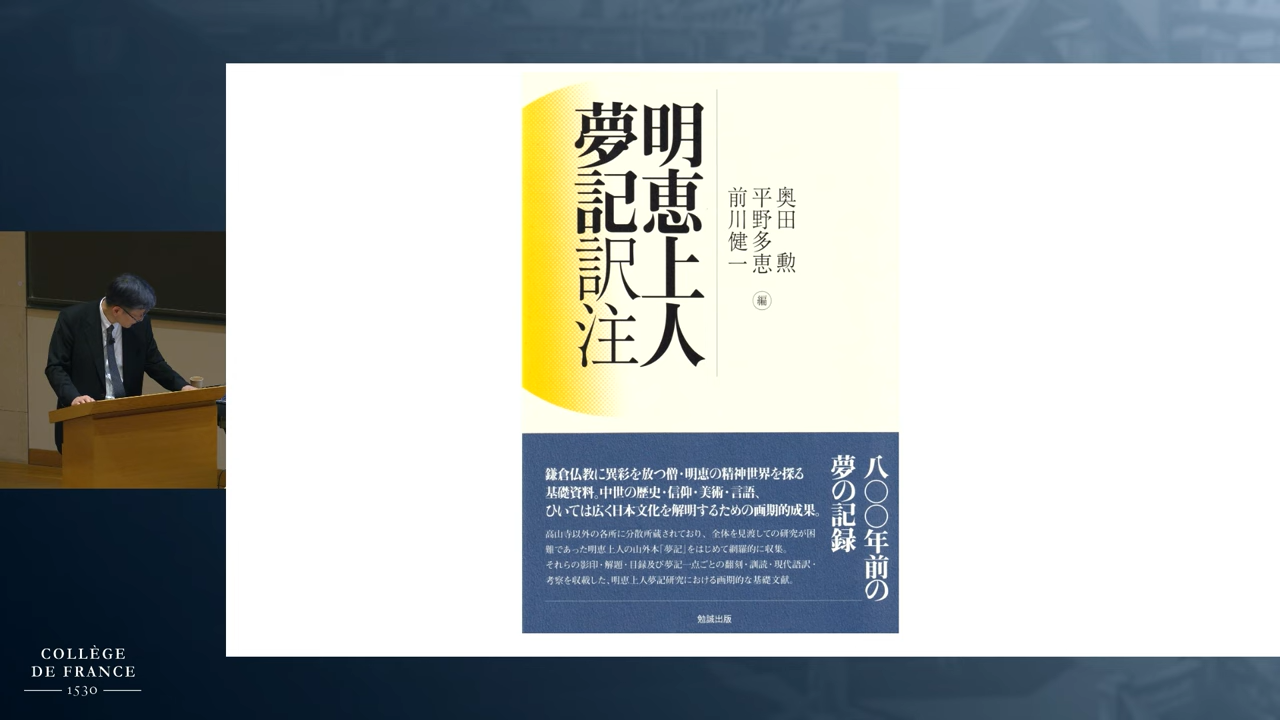 明恵上人
夢記訳注
奥田 勲
平野多恵
前川健一
編
八〇〇年前の
夢の記録
鎌倉仏教に異彩を放つ僧・明恵の精神世界を探る
基礎資料。中世の歴史・信仰・美術・言語、
ひいては広く日本文化を解明するための画期的成果。
高山寺以外の各所に分散所蔵されており、全体を見渡しての研究が困
難であった明恵上人の山外本「夢記」をはじめて網羅的に収集。
それらの影印・解題・目録及び夢記一点ごとの翻刻・訓読・現代語訳・
考察を収載した、明恵上人夢記研究における画期的な基礎文献。
勉誠出版
COLLÈGE
DE FRANCE
1530